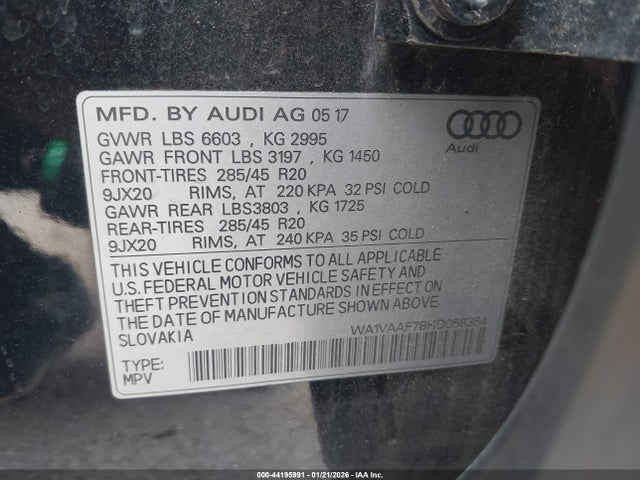 MFD. BY AUDI AG 05 17
GVWR LBS 6603 , KG 2995
GAWR FRONT LBS 3197 , KG 1450
FRONT-TIRES 285/45 R20
9JX20 RIMS, AT 220 KPA 32 PSI COLD
GAWR REAR LBS3803 , KG 1725
REAR-TIRES 285/45 R20
9JX20 RIMS, AT 240 KPA 35 PSI COLD
Audi
THIS VEHICLE CONFORMS TO ALL APPLICABLE
U.S. FEDERAL MOTOR VEHICLE SAFETY AND
THEFT PREVENTION STANDARDS IN EFFECT ON
THE DATE OF MANUFACTURE SHOWN ABOVE.
SLOVAKIA
TYPE:
MPV
000-44195991 - 01/21/2026 - IAA Inc.